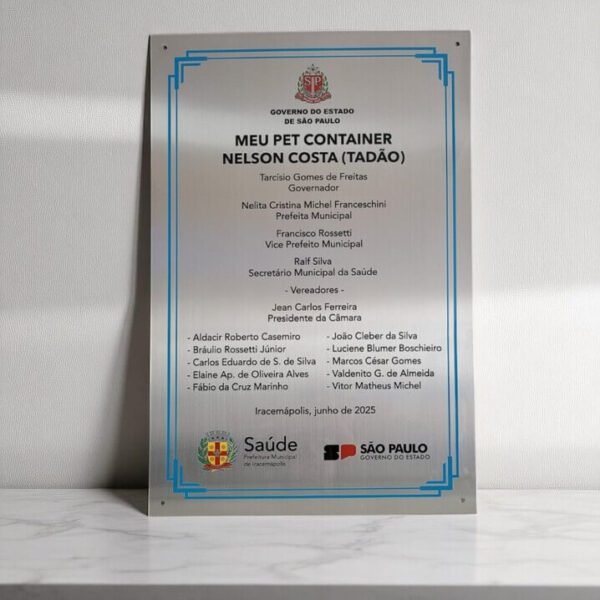 SP
GOVERNO DO ESTADO
DE SÃO PAULO
MEU PET CONTAINER
NELSON COSTA (TADÃO)
Tarcísio Gomes de Freitas
Governador
Nelita Cristina Michel Franceschini
Prefeita Municipal
Francisco Rossetti
Vice Prefeito Municipal
Ralf Silva
Secretário Municipal da Saúde
- Vereadores -
Jean Carlos Ferreira
Presidente da Câmara
- Aldacir Roberto Casemiro
- Bráulio Rossetti Júnior
- Carlos Eduardo de S. de Silva
- Elaine Ap. de Oliveira Alves
- Fábio da Cruz Marinho
- João Cleber da Silva
- Luciene Blumer Boschieiro
- Marcos César Gomes
- Valdenito G. de Almeida
- Vitor Matheus Michel
Iracemápolis, junho de 2025
Saúde
Prefeitura Municipal
de Iracemápolis
SP SÃO PAULO
GOVERNO DO ESTADO